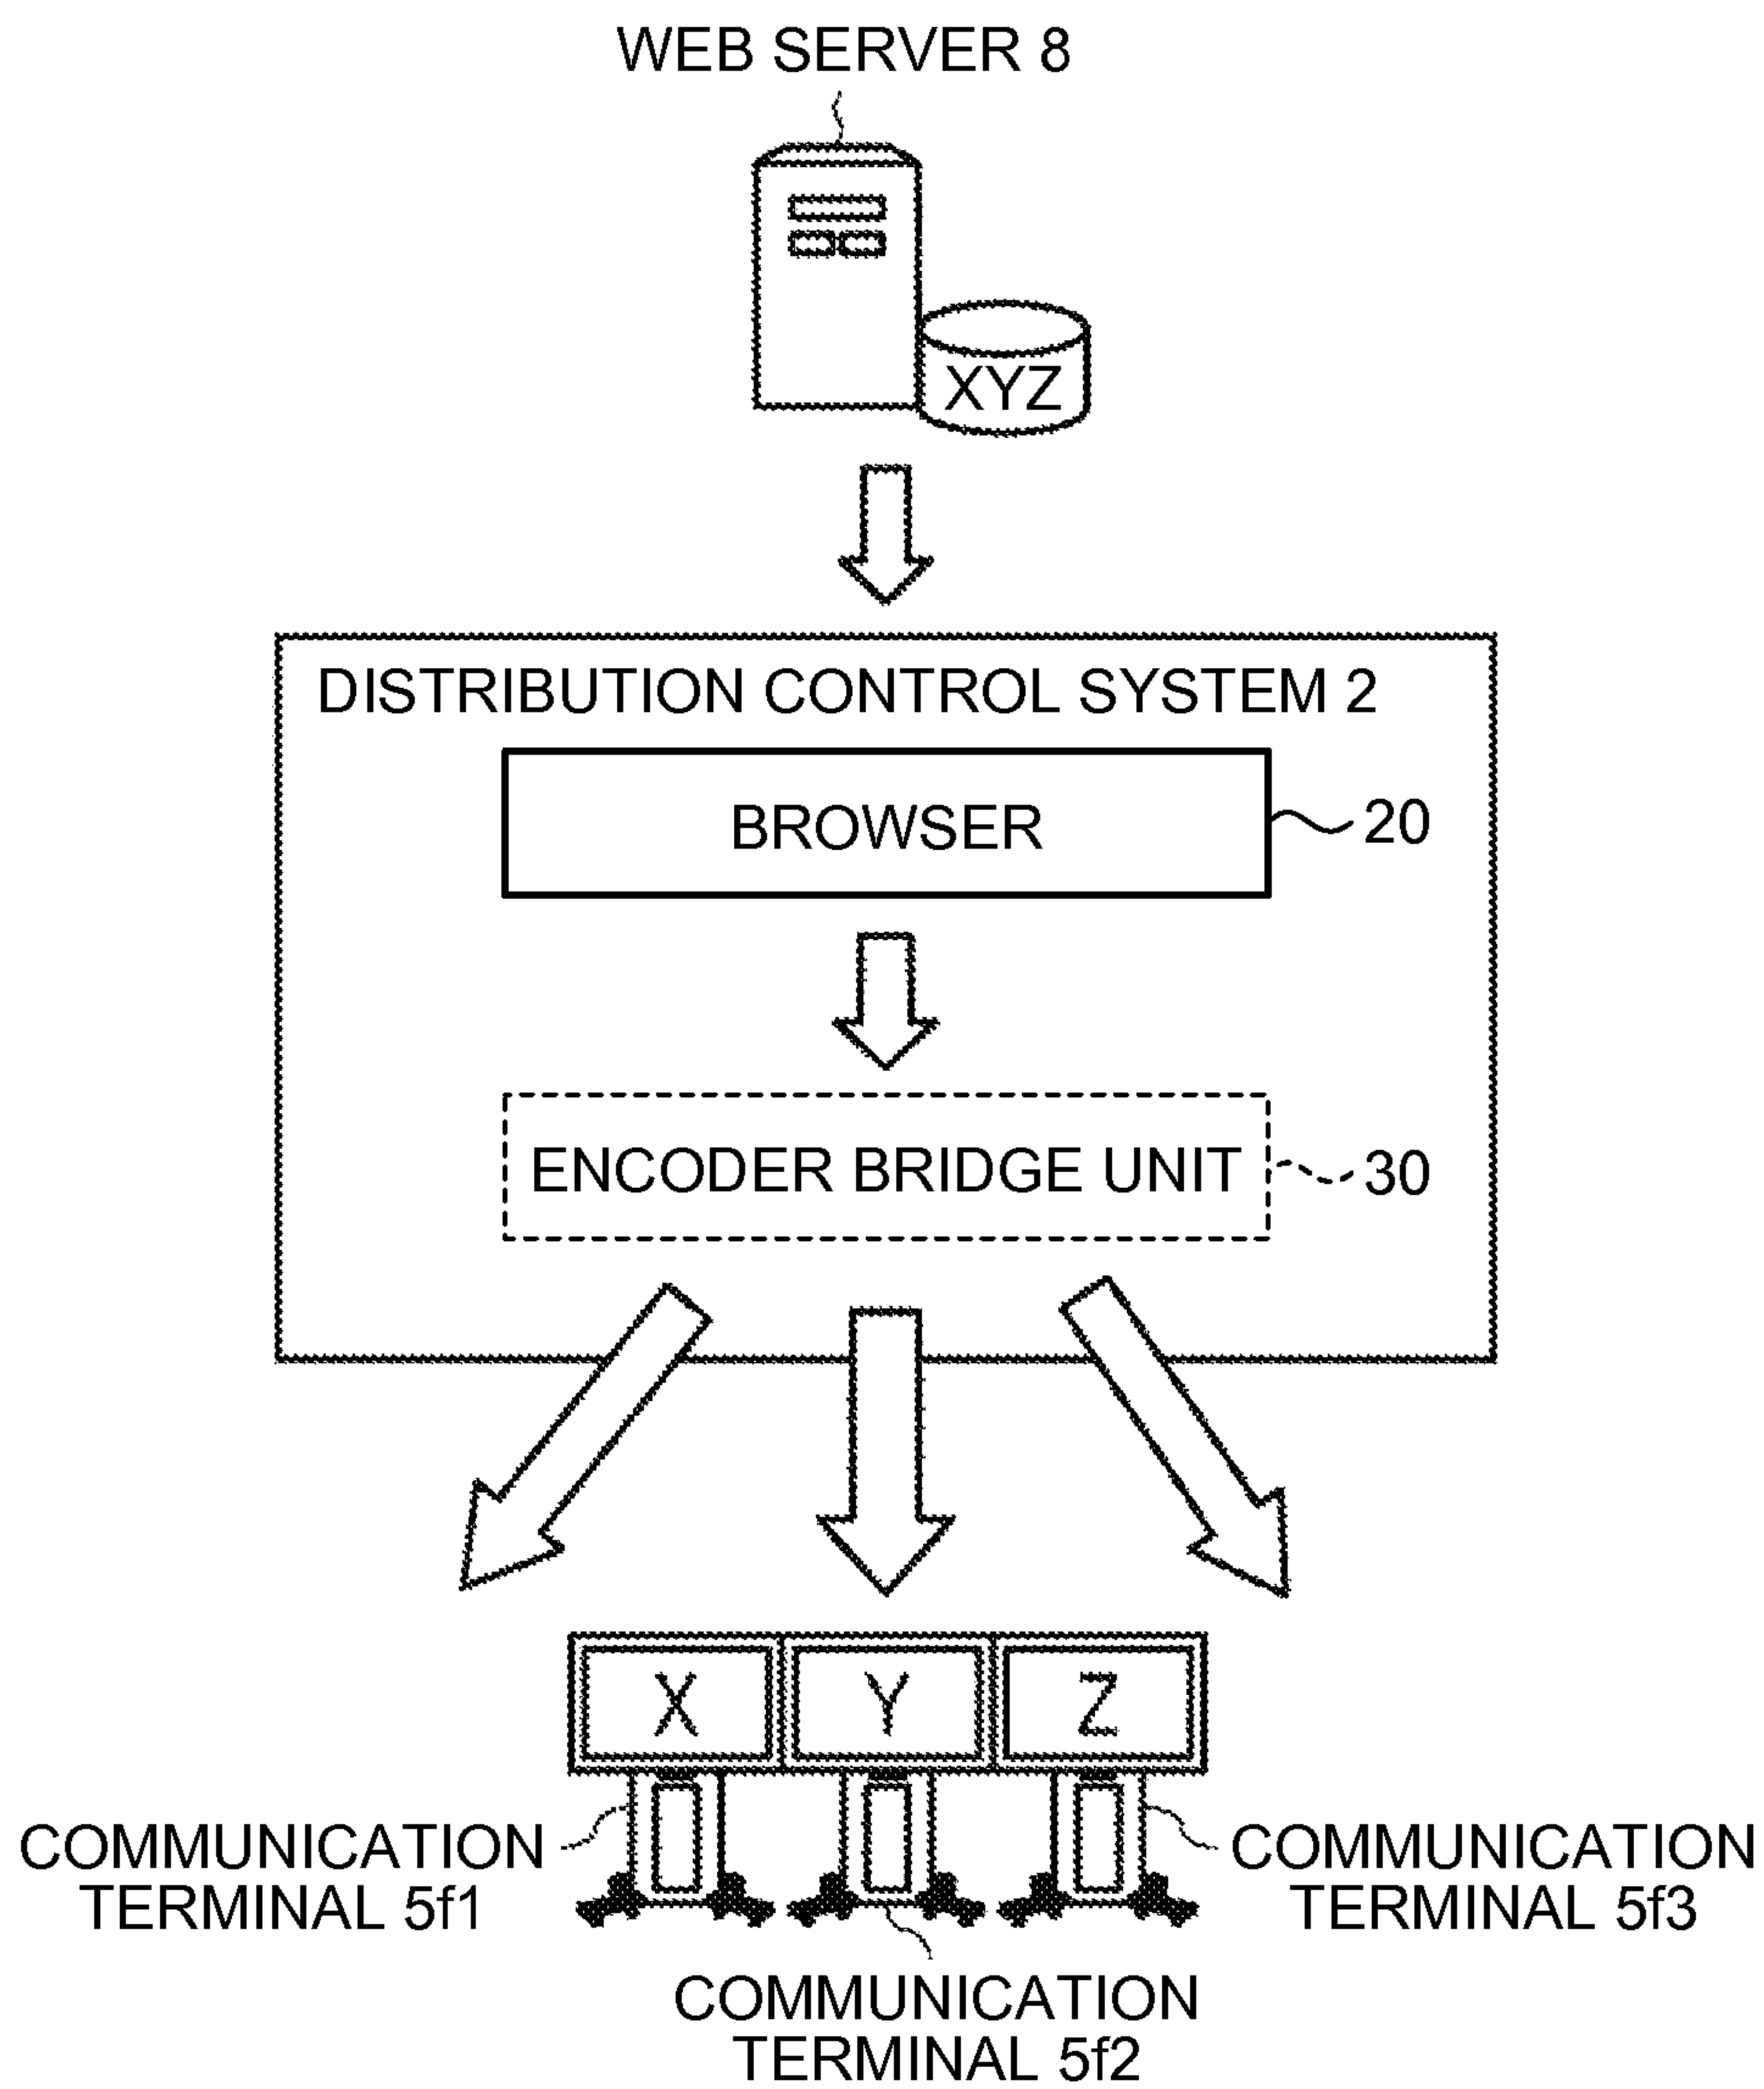 WEB SERVER 8
XYZ
DISTRIBUTION CONTROL SYSTEM 2
BROWSER
20
ENCODER BRIDGE UNIT
30
X
Y
Z
COMMUNICATION
TERMINAL 5f1
COMMUNICATION
TERMINAL 5f3
COMMUNICATION
TERMINAL 5f2